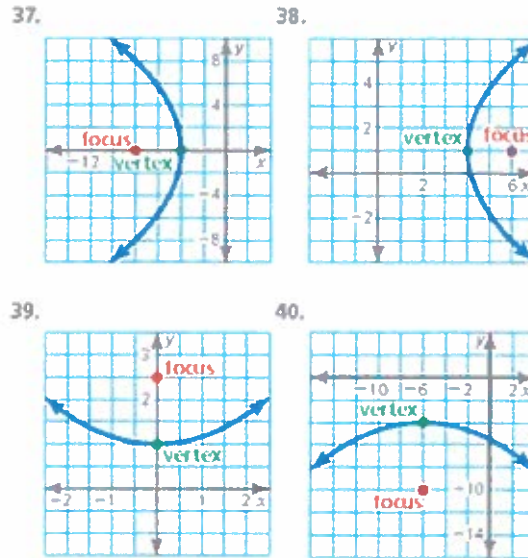 37.
y
8
4
focus
-12
vertex
x
-4
-8
38.
y
4
2
vertex
focus
2
6 x
-2
39.
y
3
focus
2
vertex
-2
-1
1
2 x
40.
y
-10
-6
-2
2x
vertex
focus
-10
-14